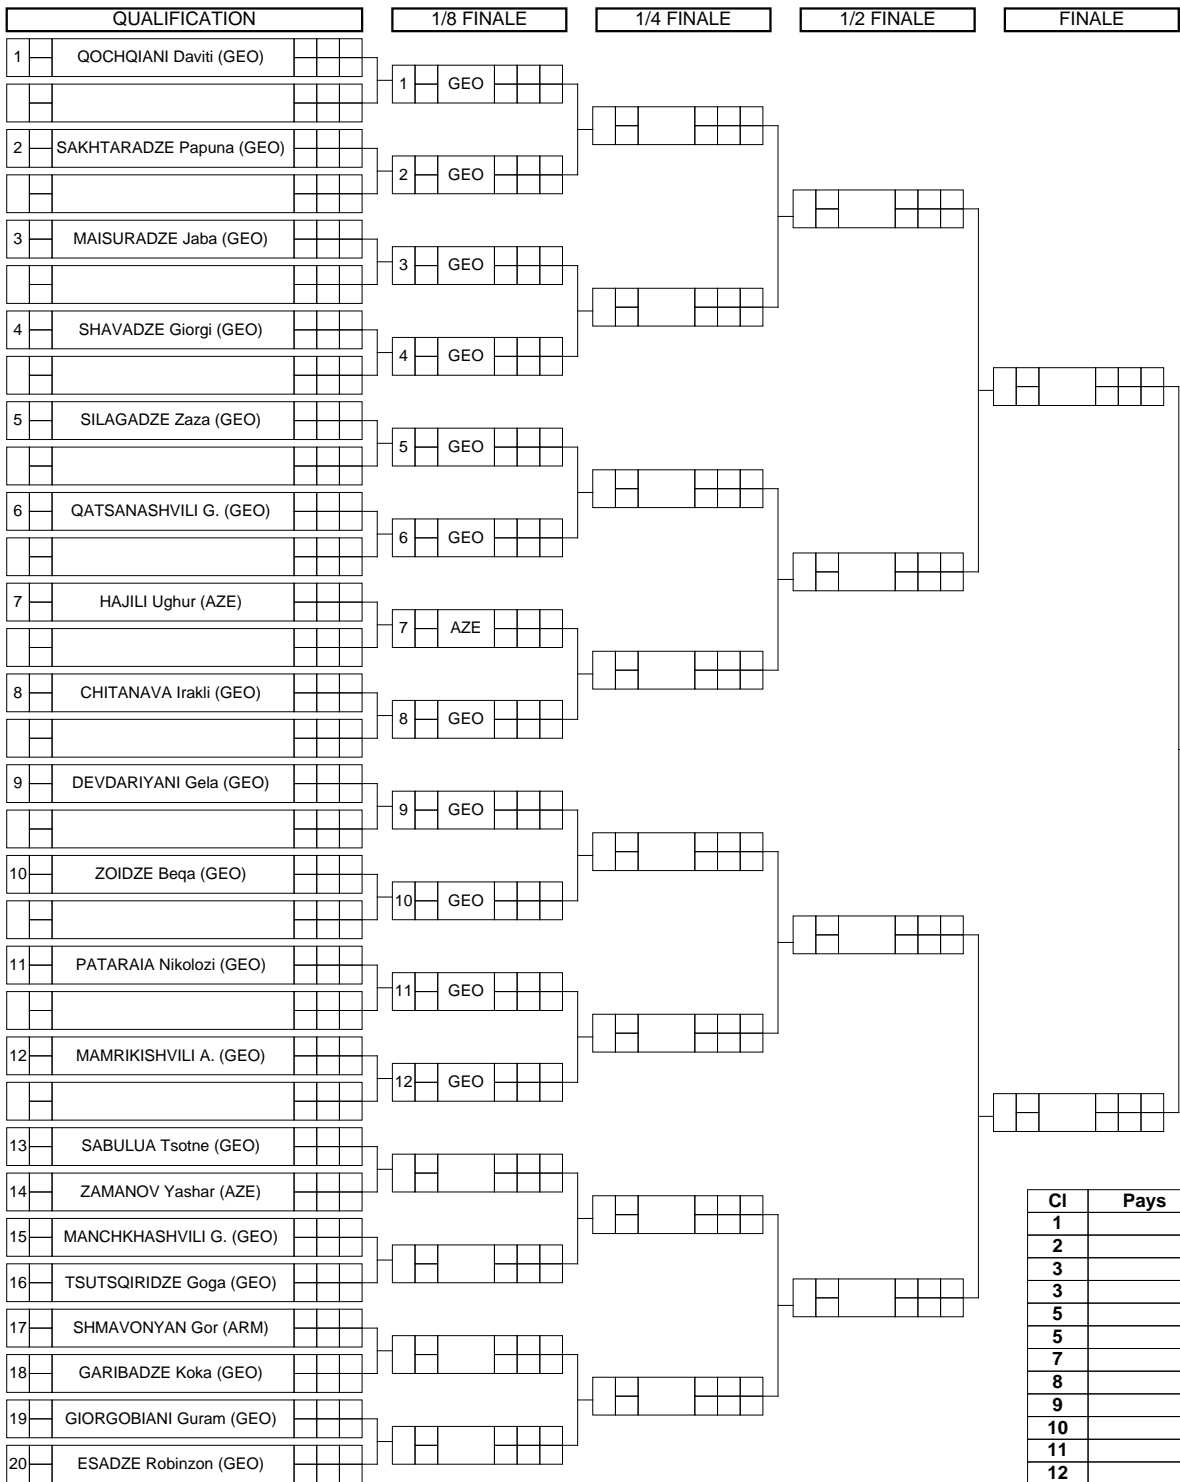 QUALIFICATION 1/8 FINALE 1/4 FINALE 1/2 FINALE FINALE
1 QOCHQIANI Daviti (GEO)
1 GEO
2 SAKHTARADZE Papuna (GEO)
2 GEO
3 MAISURADZE Jaba (GEO)
3 GEO
4 SHAVADZE Giorgi (GEO)
4 GEO
5 SILAGADZE Zaza (GEO)
5 GEO
6 QATSANASHVILI G. (GEO)
6 GEO
7 HAJILI Ughur (AZE)
7 AZE
8 CHITANAVA Irakli (GEO)
8 GEO
9 DEVDARIYANI Gela (GEO)
9 GEO
10 ZOIDZE Beqa (GEO)
10 GEO
11 PATARAIA Nikolozi (GEO)
11 GEO
12 MAMRIKISHVILI A. (GEO)
12 GEO
13 SABULUA Tsotne (GEO)
14 ZAMANOV Yashar (AZE)
15 MANCHKHASHVILI G. (GEO)
16 TSUTSQIRIDZE Goga (GEO)
17 SHMAVONYAN Gor (ARM)
18 GARIBADZE Koka (GEO)
19 GIORGOBIANI Guram (GEO)
20 ESADZE Robinzon (GEO)
Cl Pays
1
2
3
3
5
5
7
8
9
10
11
12